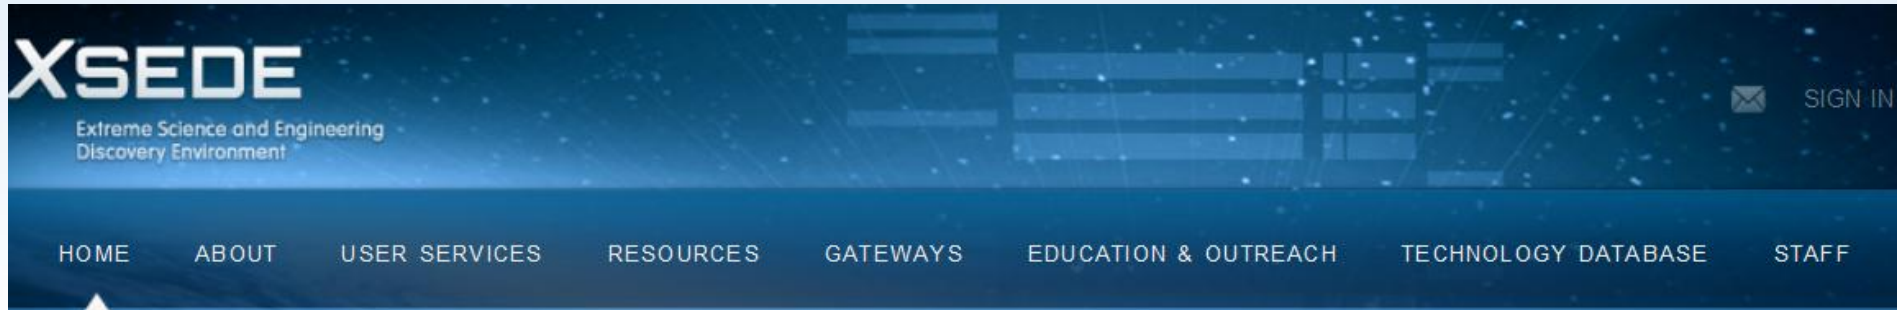 XSEDE
Extreme Science and Engineering
Discovery Environment
SIGN IN
HOME ABOUT USER SERVICES RESOURCES GATEWAYS EDUCATION & OUTREACH TECHNOLOGY DATABASE STAFF